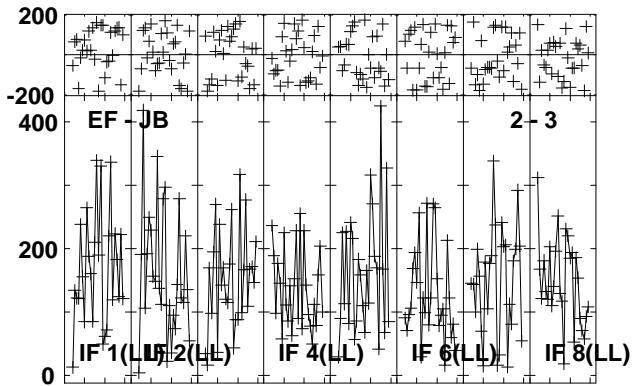 200
-200
400
EF - JB
2 - 3
200
IF 1(LL)
IF 2(LL)
IF 4(LL)
IF 6(LL)
IF 8(LL)
0